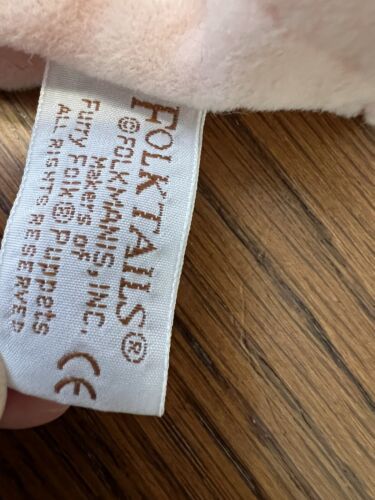 FOLKTAILS®
©FOLKMANIS, INC.
Makers of
Furry Folk® Puppets
ALL RIGHTS RESERVED
CE